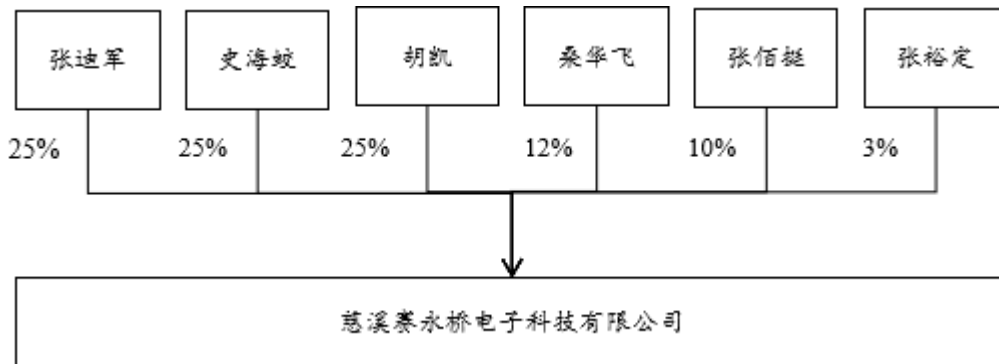 张迪军 史海蛟 胡凯 桑华飞 张佰挺 张裕定
25% 25% 25% 12% 10% 3%
慈溪赛永桥电子科技有限公司